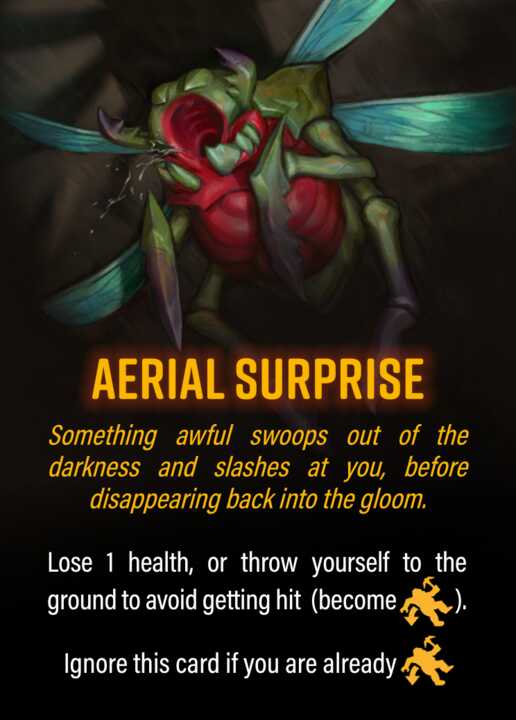 AERIAL SURPRISE
Something awful swoops out of the
darkness and slashes at you, before
disappearing back into the gloom.
Lose 1 health, or throw yourself to the
ground to avoid getting hit (become ).
Ignore this card if you are already